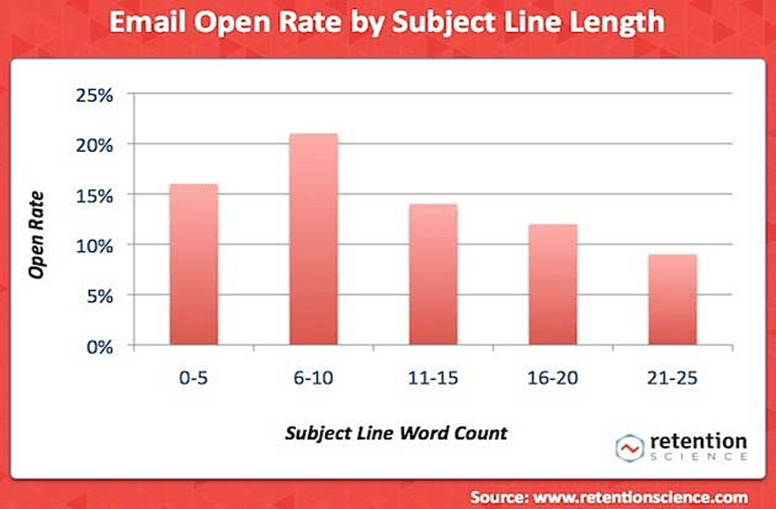 Email Open Rate by Subject Line Length
25%
20%
15%
10%
5%
0%
Open Rate
0-5 6-10 11-15 16-20 21-25
Subject Line Word Count
retention
SCIENCE
Source: www.retentionscience.com